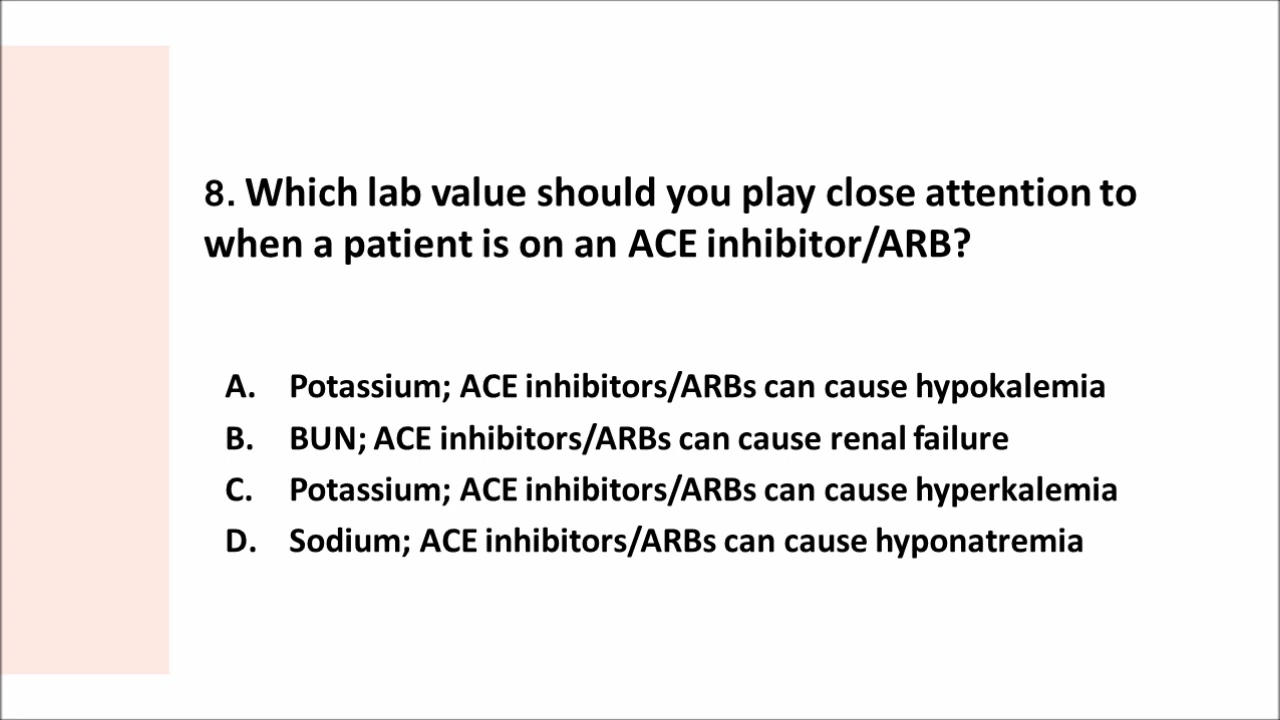 8. Which lab value should you play close attention to
when a patient is on an ACE inhibitor/ARB?
A. Potassium; ACE inhibitors/ARBs can cause hypokalemia
B. BUN; ACE inhibitors/ARBs can cause renal failure
C. Potassium; ACE inhibitors/ARBs can cause hyperkalemia
D. Sodium; ACE inhibitors/ARBs can cause hyponatremia